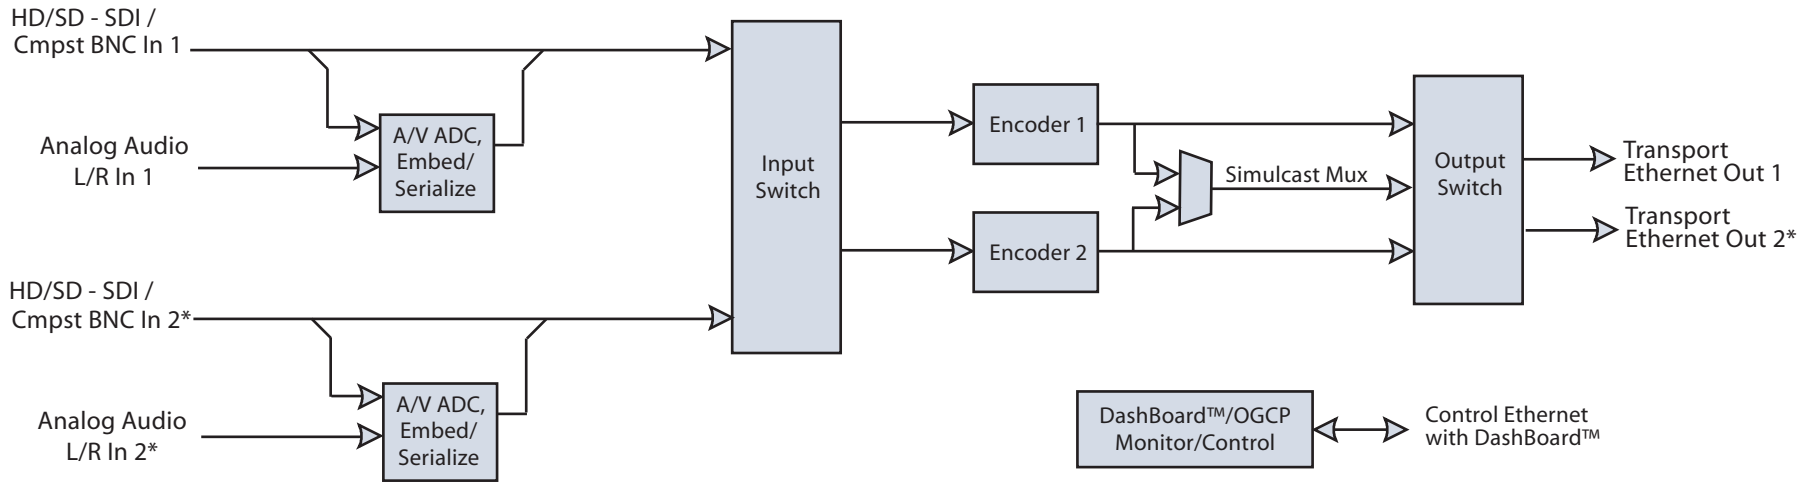 HD/SD - SDI /
Cmpst BNC In 1
Analog Audio
L/R In 1
A/V ADC,
Embed/
Serialize
HD/SD - SDI /
Cmpst BNC In 2*
Analog Audio
L/R In 2*
A/V ADC,
Embed/
Serialize
Input
Switch
Encoder 1
Encoder 2
Simulcast Mux
Output
Switch
Transport
Ethernet Out 1
Transport
Ethernet Out 2*
DashBoard™/OGCP
Monitor/Control
Control Ethernet
with DashBoard™